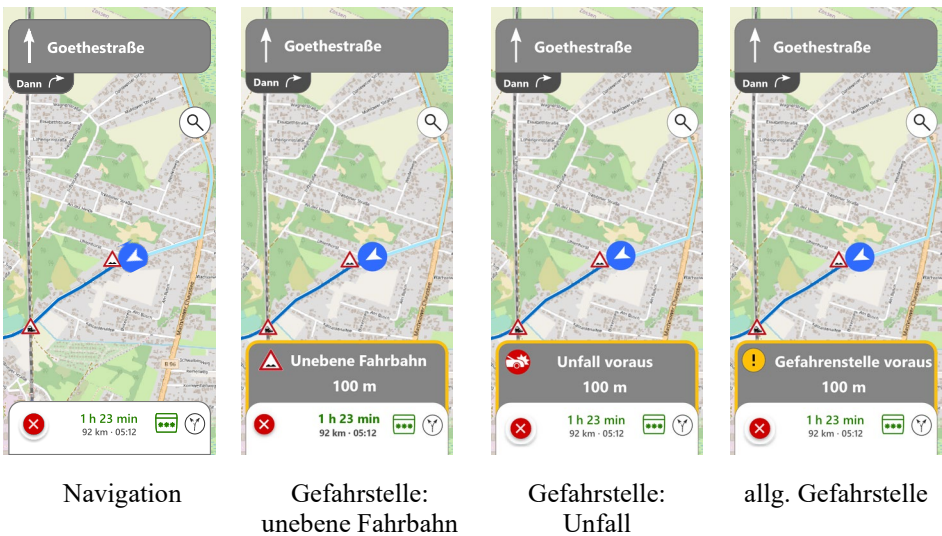 Goethestraße
Dann
1 h 23 min
92 km · 05:12
Navigation
Goethestraße
Dann
Unebene Fahrbahn
100 m
1 h 23 min
92 km · 05:12
Gefahrstelle:
unebene Fahrbahn
Goethestraße
Dann
Unfall voraus
100 m
1 h 23 min
92 km · 05:12
Gefahrstelle:
Unfall
Goethestraße
Dann
Gefahrenstelle voraus
100 m
1 h 23 min
92 km · 05:12
allg. Gefahrstelle